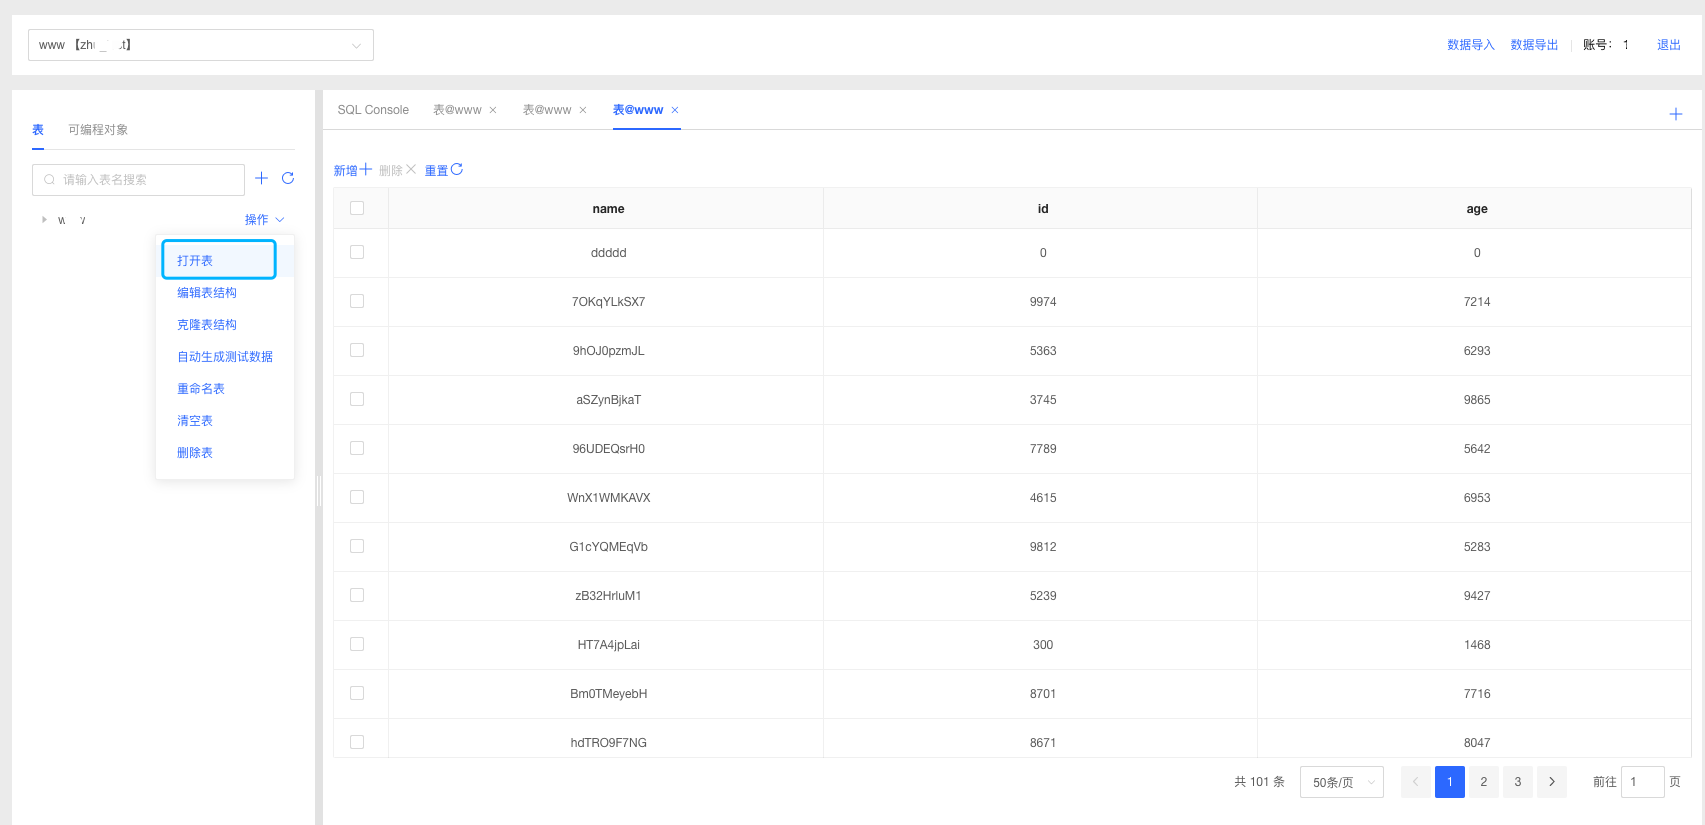 www 【zh t】
数据导入 数据导出 账号： 1 退出
表 可编程对象
请输入表名搜索
操作
打开表
编辑表结构
克隆表结构
自动生成测试数据
重命名表
清空表
删除表
SQL Console 表@www 表@www 表@www
新增 删除 重置
name id age
ddddd 0 0
7OKqYLkSX7 9974 7214
9hOJ0pzmJL 5363 6293
aSZynBjkaT 3745 9865
96UDEQsrH0 7789 5642
WnX1WMKAVX 4615 6953
G1cYQMEqVb 9812 5283
zB32HrluM1 5239 9427
HT7A4jpLai 300 1468
Bm0TMeyebH 8701 7716
hdTRO9F7NG 8671 8047
共 101 条 50条/页 1 2 3 前往 1 页